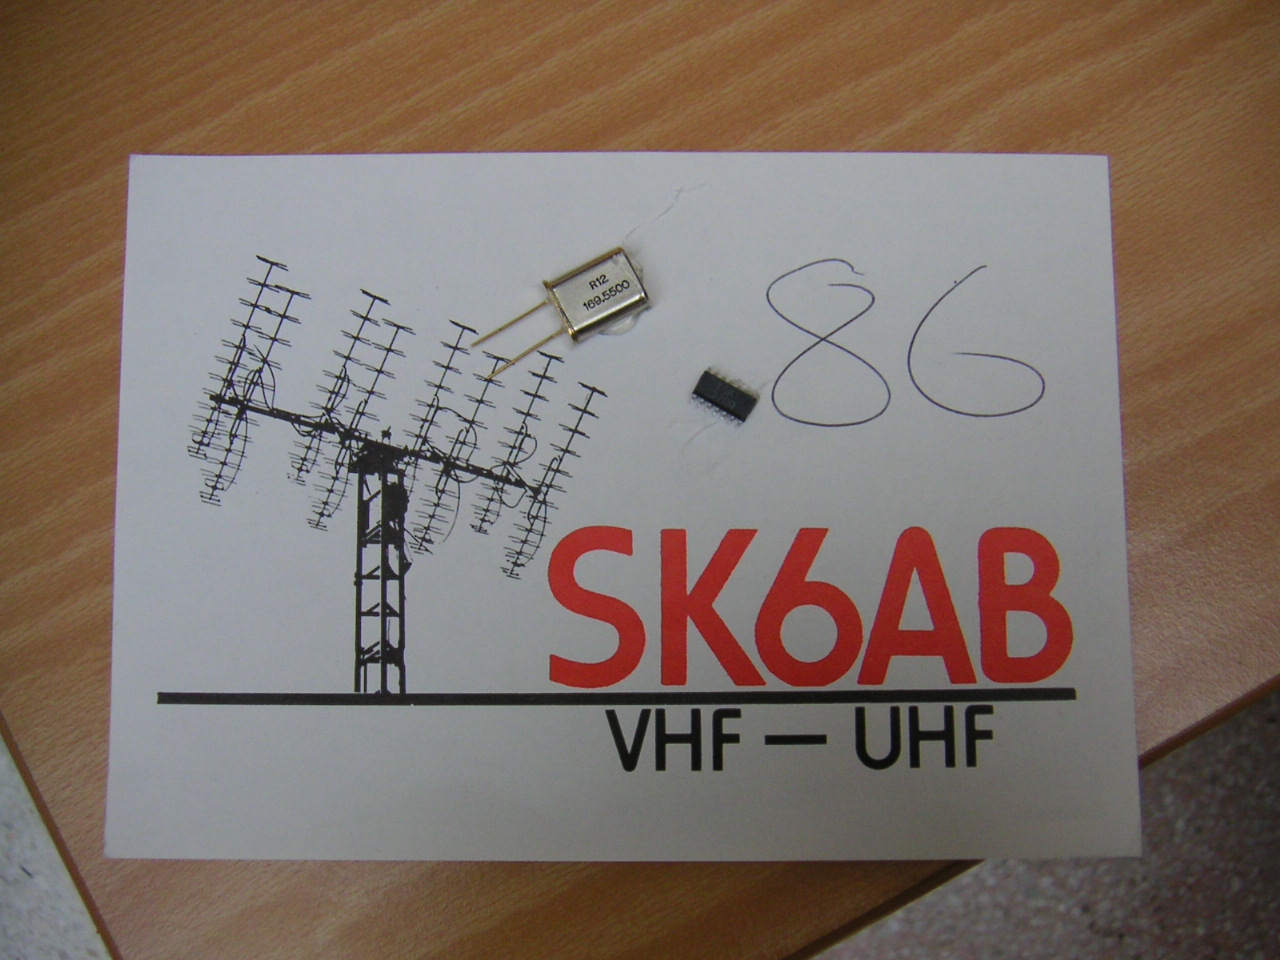 R12
169.5500
86
SK6AB
VHF — UHF